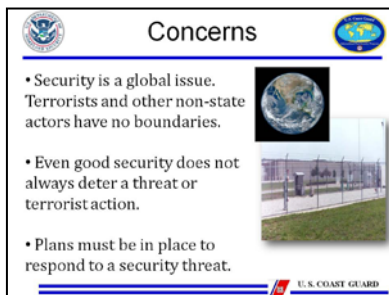 Concerns
• Security is a global issue.
Terrorists and other non-state
actors have no boundaries.
• Even good security does not
always deter a threat or
terrorist action.
• Plans must be in place to
respond to a security threat.
U. S. COAST GUARD